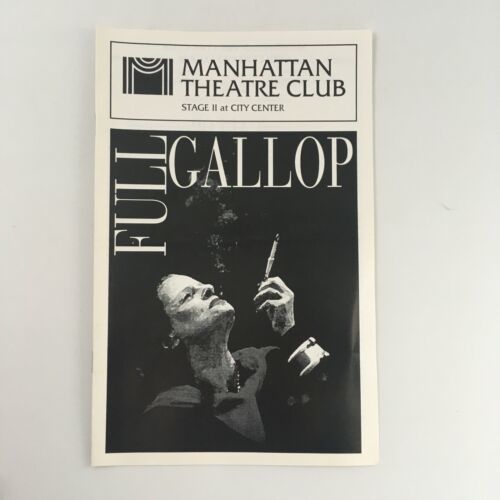 MANHATTAN
THEATRE CLUB
STAGE II at CITY CENTER
FULL
GALLOP